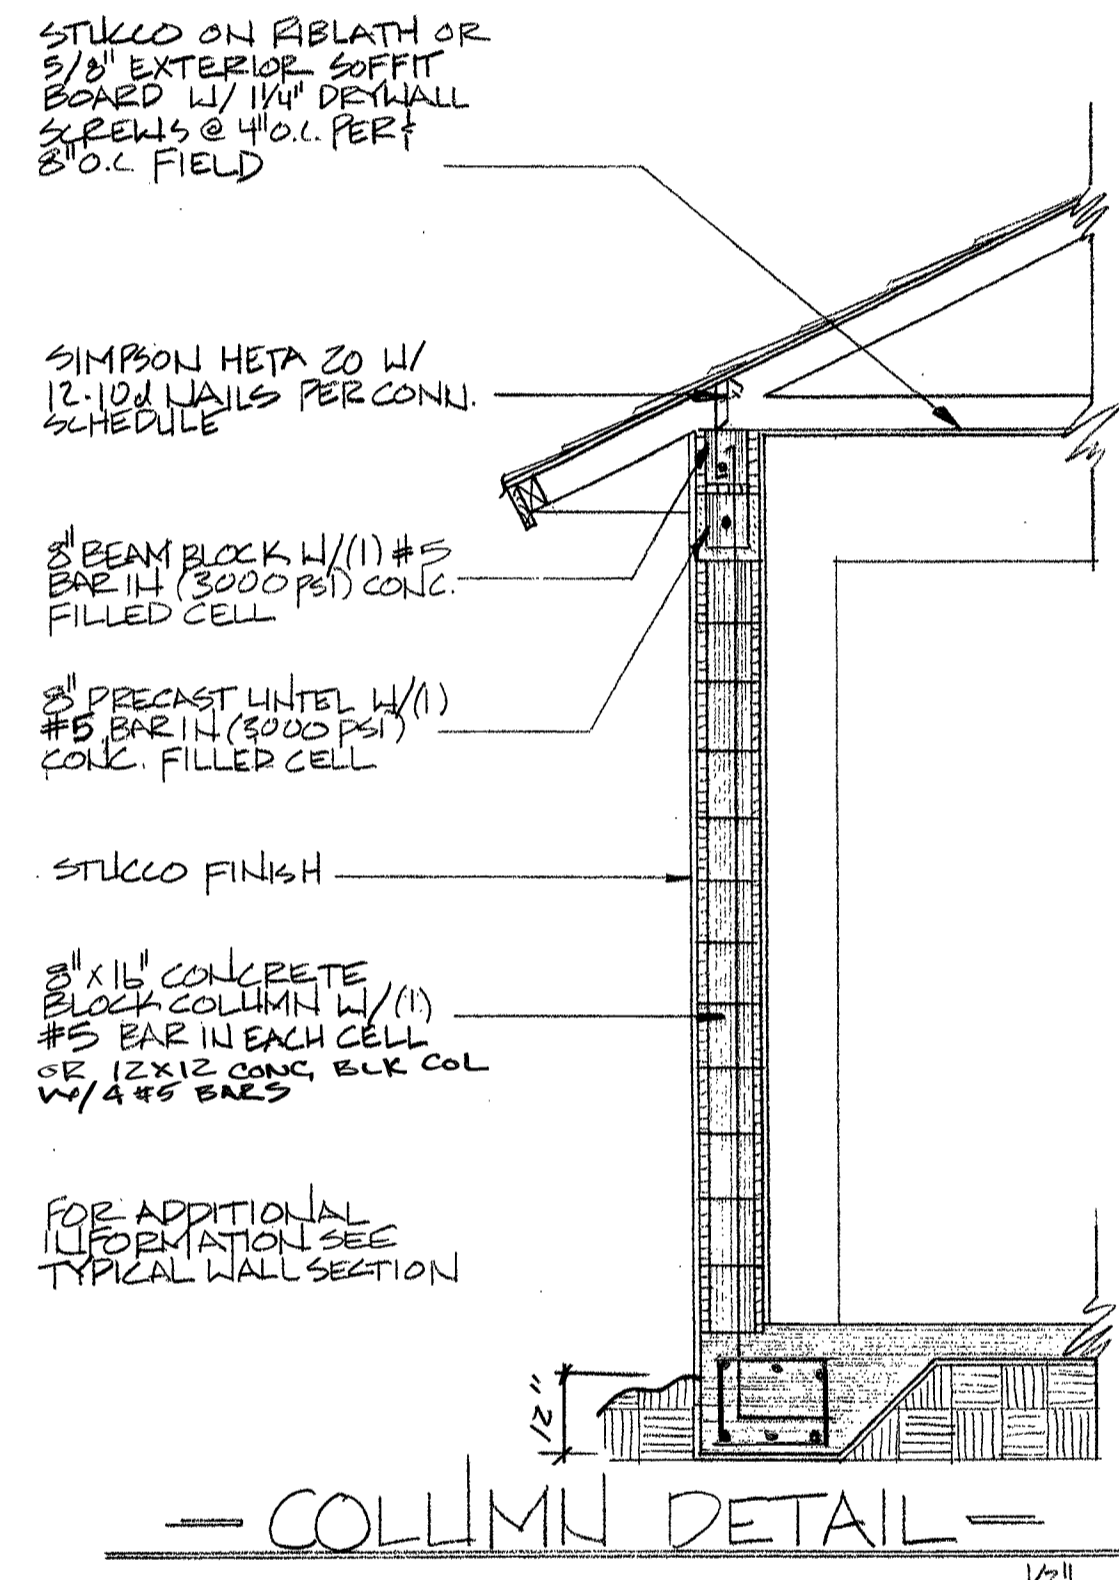 STUCCO ON RIBLATH OR
5/8" EXTERIOR SOFFIT
BOARD W/ 1 1/4" DRYWALL
SCREWS @ 4" O.C. PER &
8" O.C. FIELD
SIMPSON HETA 20 W/
12-10d NAILS PER CONN.
SCHEDULE
8" BEAM BLOCK W/(1) #5
BAR IN (3000 PSI) CONC.
FILLED CELL
8" PRECAST LINTEL W/(1)
#5 BAR IN (3000 PSI)
CONC. FILLED CELL
STUCCO FINISH
8" X 16" CONCRETE
BLOCK COLUMN W/(1)
#5 BAR IN EACH CELL
OR 12X12 CONC BLK COL
W/ 4 #5 BARS
FOR ADDITIONAL
INFORMATION SEE
TYPICAL WALL SECTION
12"
- COLUMN DETAIL -